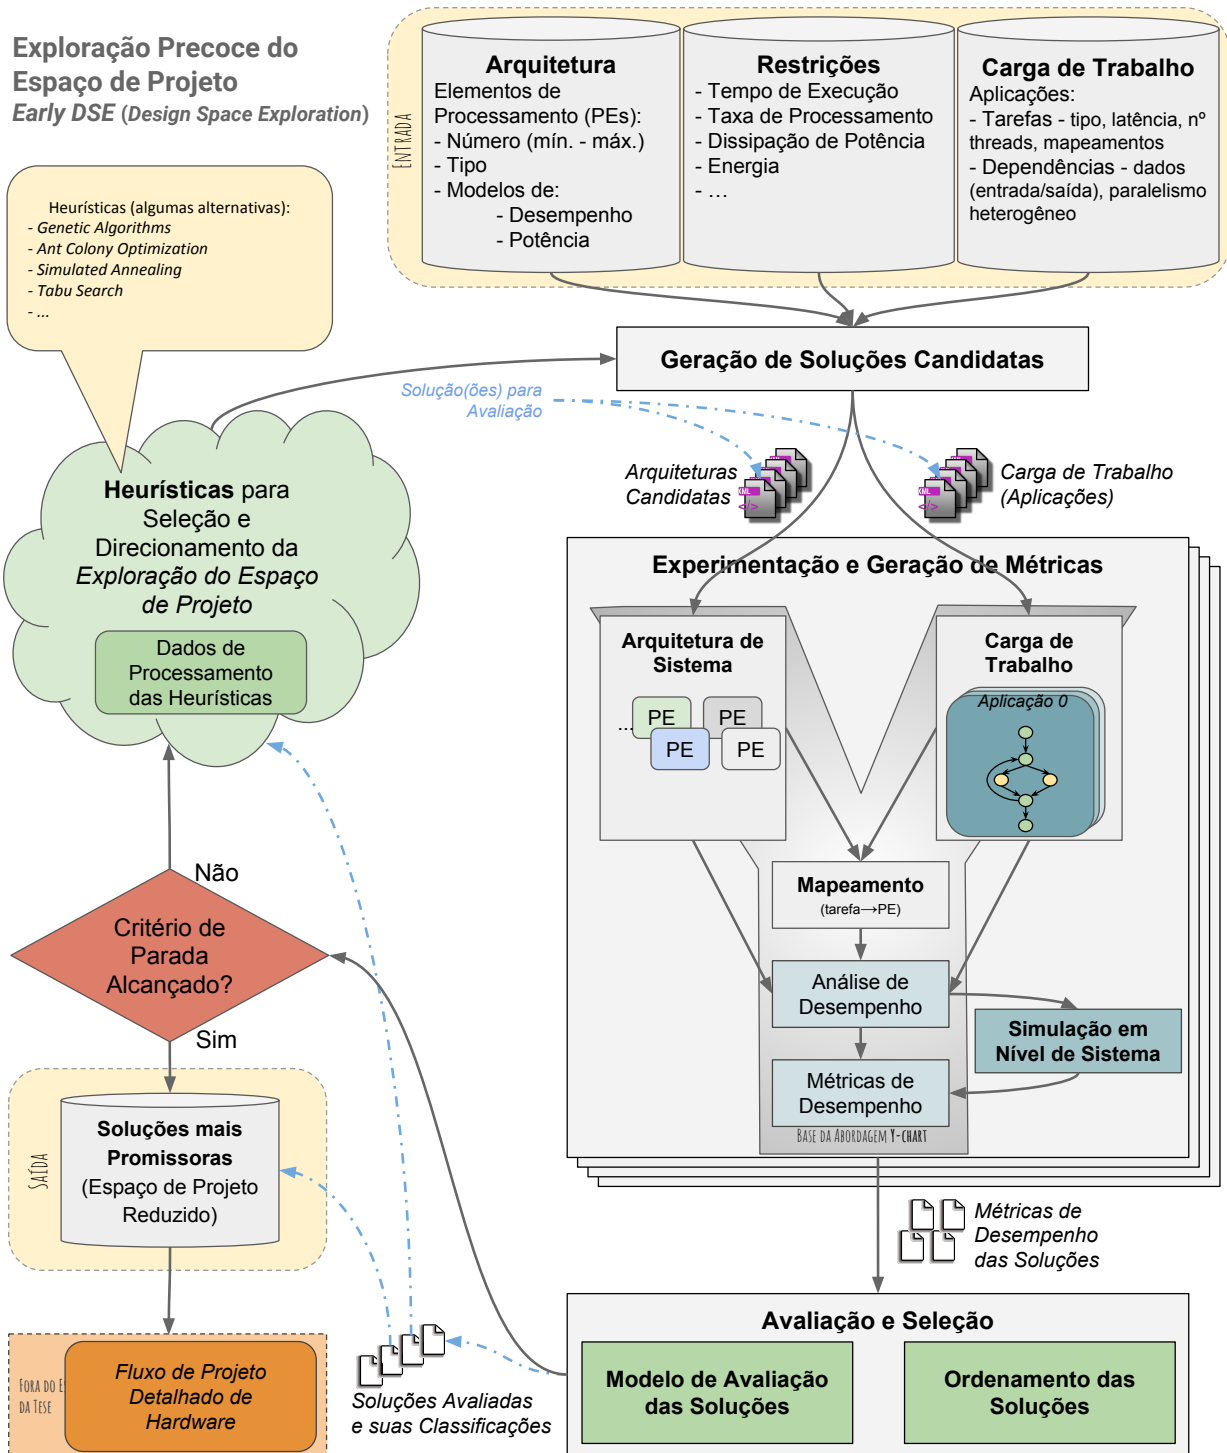 Exploração Precoce do
Espaço de Projeto
Early DSE (Design Space Exploration)
ENTRADA
Arquitetura
Elementos de
Processamento (PEs):
- Número (mín. - máx.)
- Tipo
- Modelos de:
- Desempenho
- Potência
Restrições
- Tempo de Execução
- Taxa de Processamento
- Dissipação de Potência
- Energia
- ...
Carga de Trabalho
Aplicações:
- Tarefas - tipo, latência, nº
threads, mapeamentos
- Dependências - dados
(entrada/saída), paralelismo
heterogêneo
Heurísticas (algumas alternativas):
- Genetic Algorithms
- Ant Colony Optimization
- Simulated Annealing
- Tabu Search
- ...
Geração de Soluções Candidatas
Solução(ões) para
Avaliação
Arquiteturas
Candidatas
XML
</>
XML
</>
Carga de Trabalho
(Aplicações)
Heurísticas para
Seleção e
Direcionamento da
Exploração do Espaço
de Projeto
Dados de
Processamento
das Heurísticas
Experimentação e Geração de Métricas
Arquitetura de
Sistema
... PE PE
PE PE
Carga de
Trabalho
Aplicação 0
Mapeamento
(tarefa→PE)
Análise de
Desempenho
Simulação em
Nível de Sistema
Métricas de
Desempenho
Base da Abordagem Y-chart
Não
Critério de
Parada
Alcançado?
Sim
SAÍDA
Soluções mais
Promissoras
(Espaço de Projeto
Reduzido)
Métricas de
Desempenho
das Soluções
Avaliação e Seleção
Modelo de Avaliação
das Soluções
Ordenamento das
Soluções
Soluções Avaliadas
e suas Classificações
Fora do E
da Tese
Fluxo de Projeto
Detalhado de
Hardware